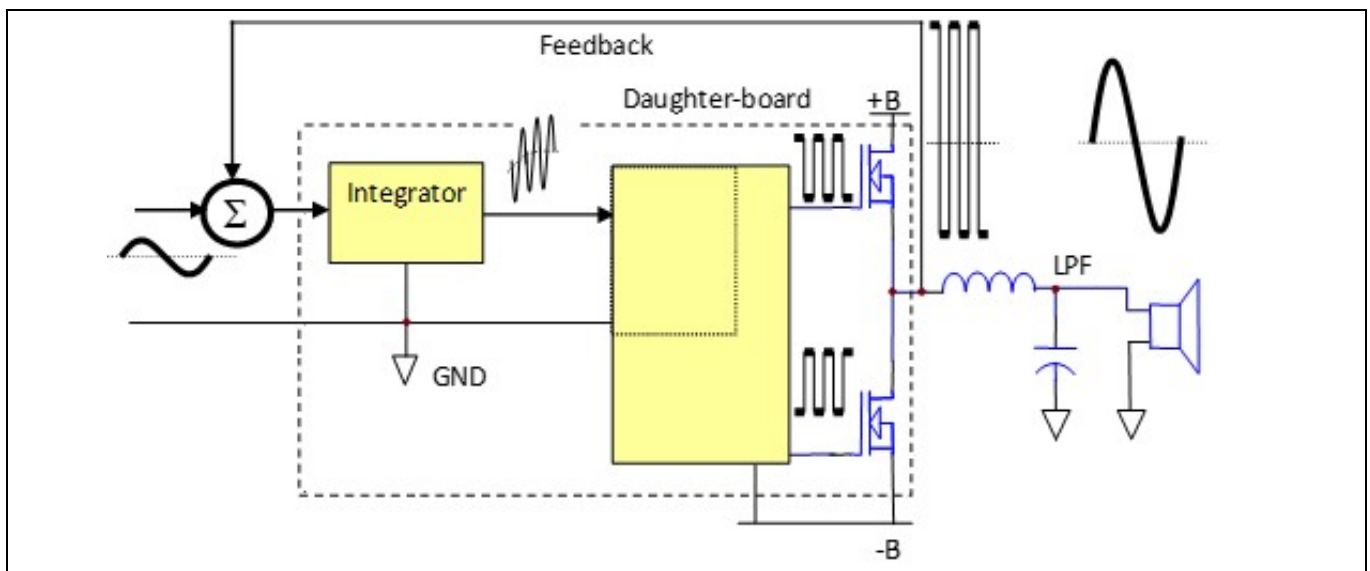 Feedback
Daughter-board
+B
Integrator
Σ
LPF
GND
-B